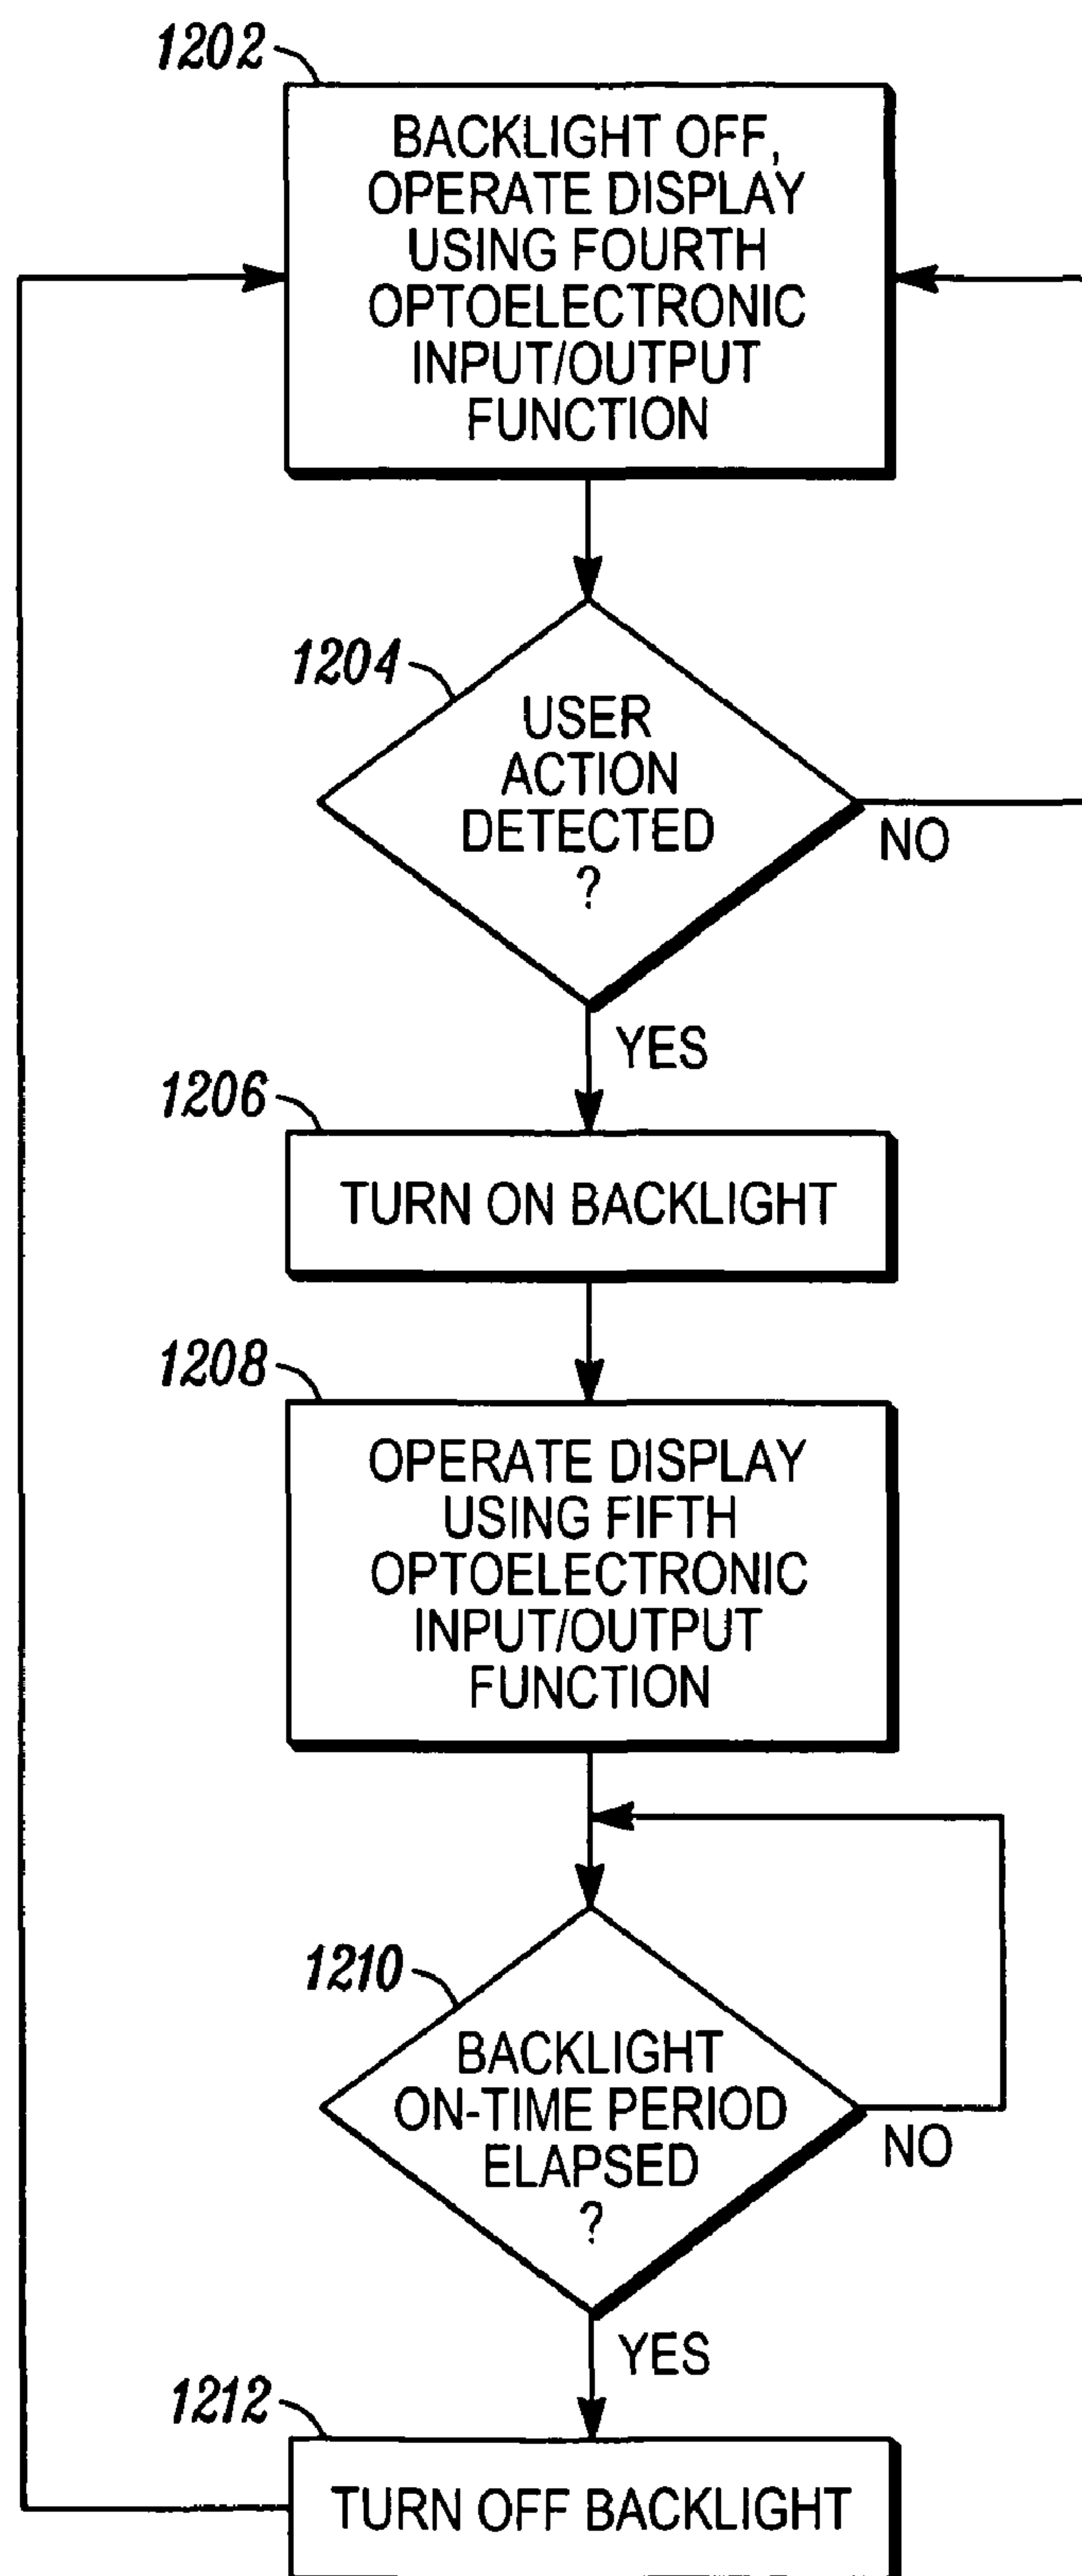 1202
BACKLIGHT OFF,
OPERATE DISPLAY
USING FOURTH
OPTOELECTRONIC
INPUT/OUTPUT
FUNCTION
1204
USER
ACTION
DETECTED
?
NO
YES
1206
TURN ON BACKLIGHT
1208
OPERATE DISPLAY
USING FIFTH
OPTOELECTRONIC
INPUT/OUTPUT
FUNCTION
1210
BACKLIGHT
ON-TIME PERIOD
ELAPSED
?
NO
YES
1212
TURN OFF BACKLIGHT